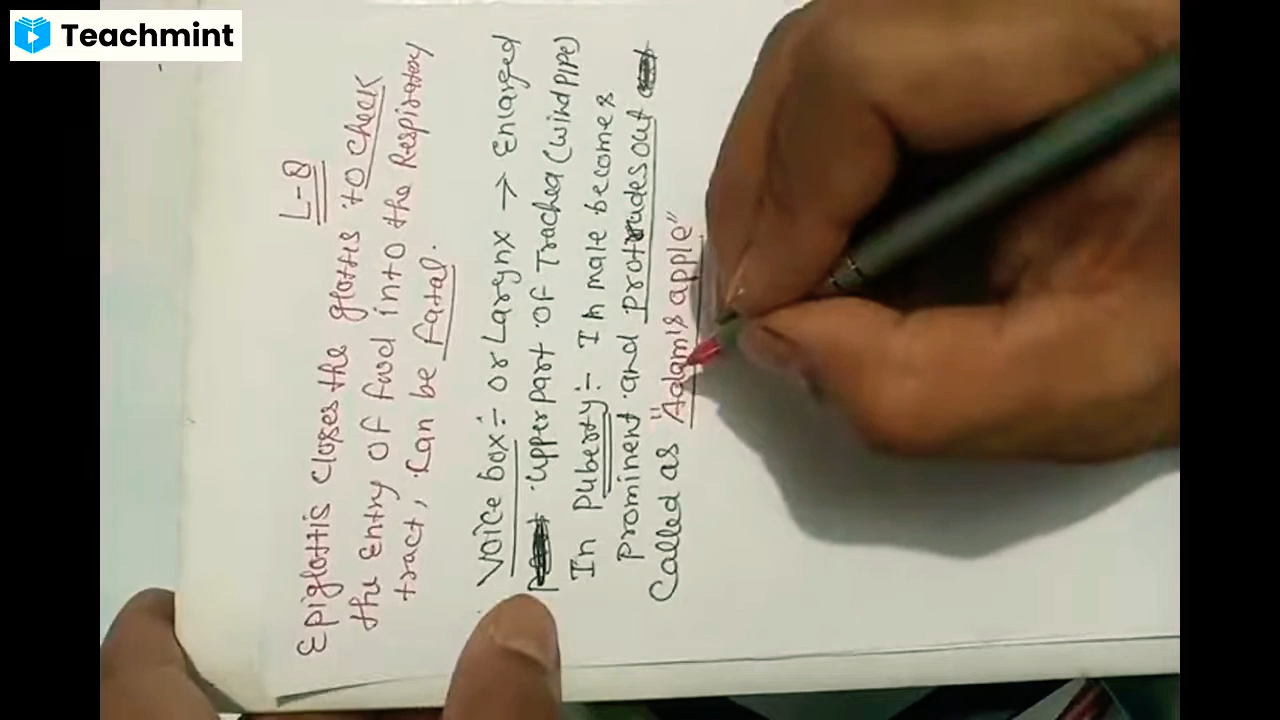 Teachmint
L-8
Epiglottis closes the glottis to check
the Entry of food into the Respiratory
tract, can be fatal.
Voice box:- or Larynx → Enlarged
upper part of Trachea (wind pipe)
In puberty:- In male becomes
prominent and protrudes out
Called as "Adam's apple"